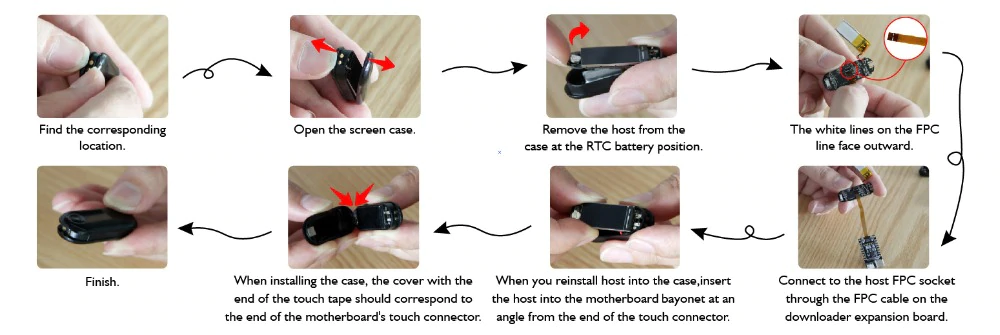 Find the corresponding
location.
Open the screen case.
Remove the host from the
case at the RTC battery position.
The white lines on the FPC
line face outward.
Connect to the host FPC socket
through the FPC cable on the
downloader expansion board.
When you reinstall host into the case,insert
the host into the motherboard bayonet at an
angle from the end of the touch connector.
When installing the case, the cover with the
end of the touch tape should correspond to
the end of the motherboard's touch connector.
Finish.